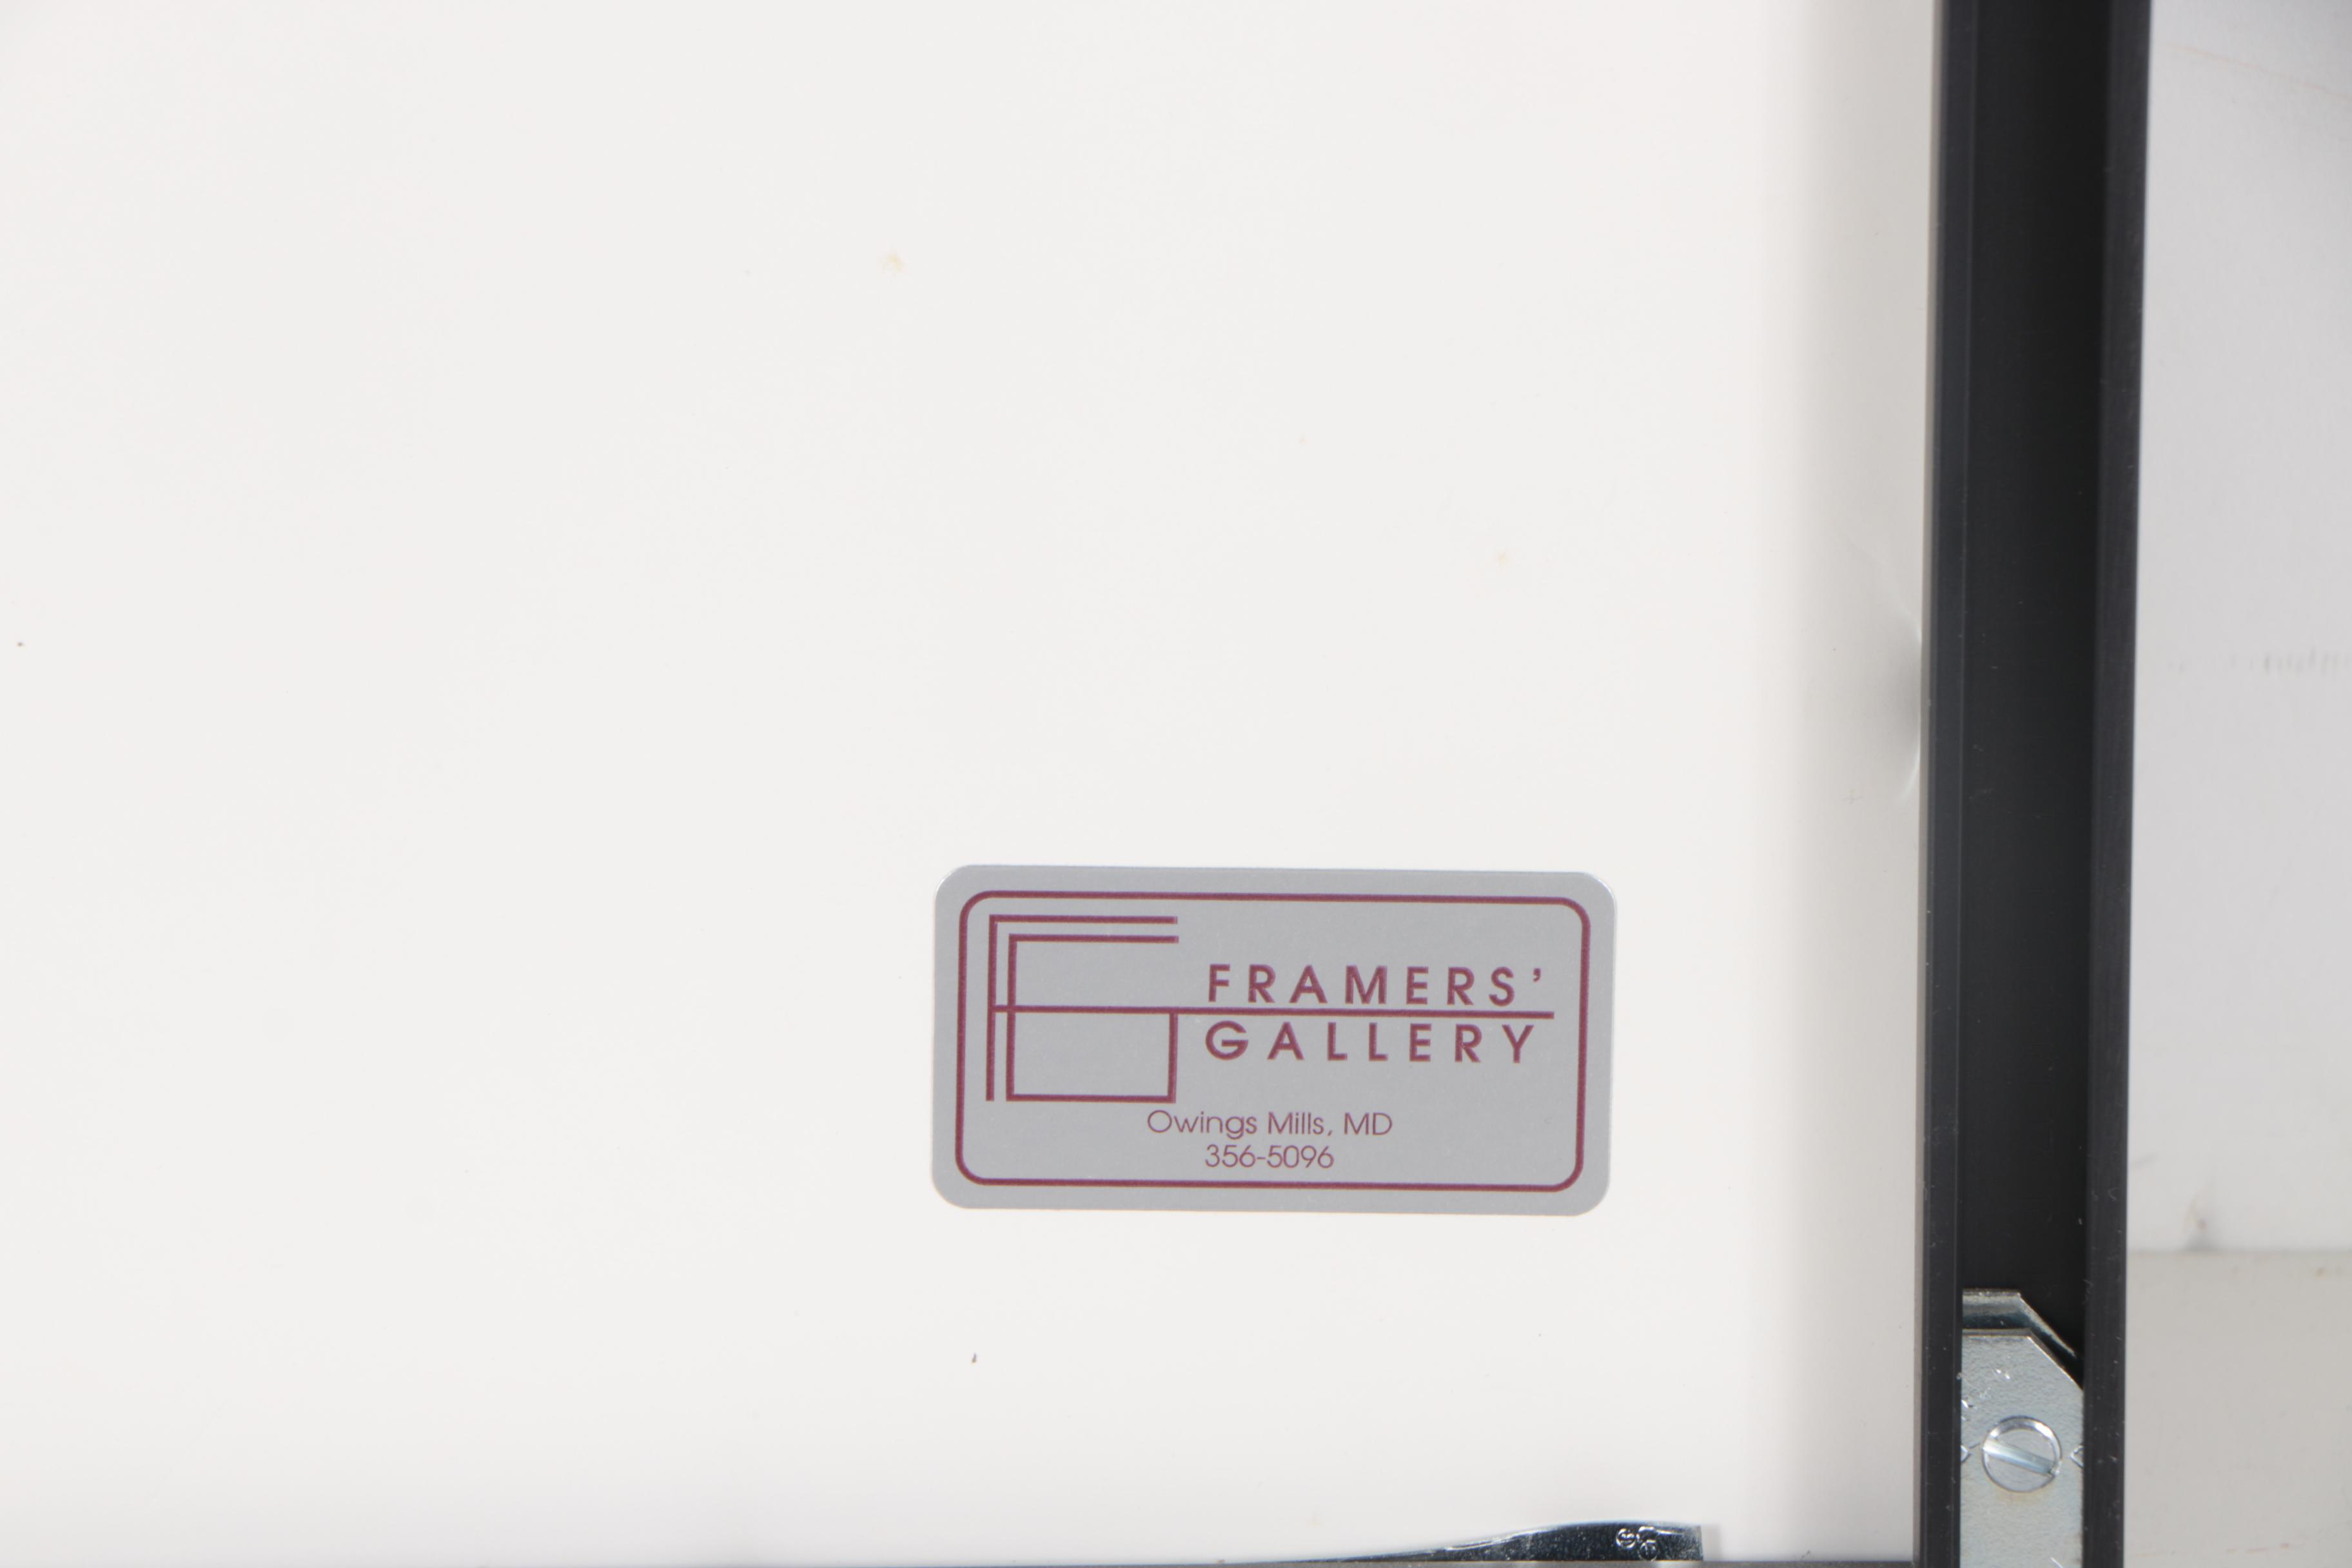 FRAMERS'
GALLERY
Owings Mills, MD
356-5096